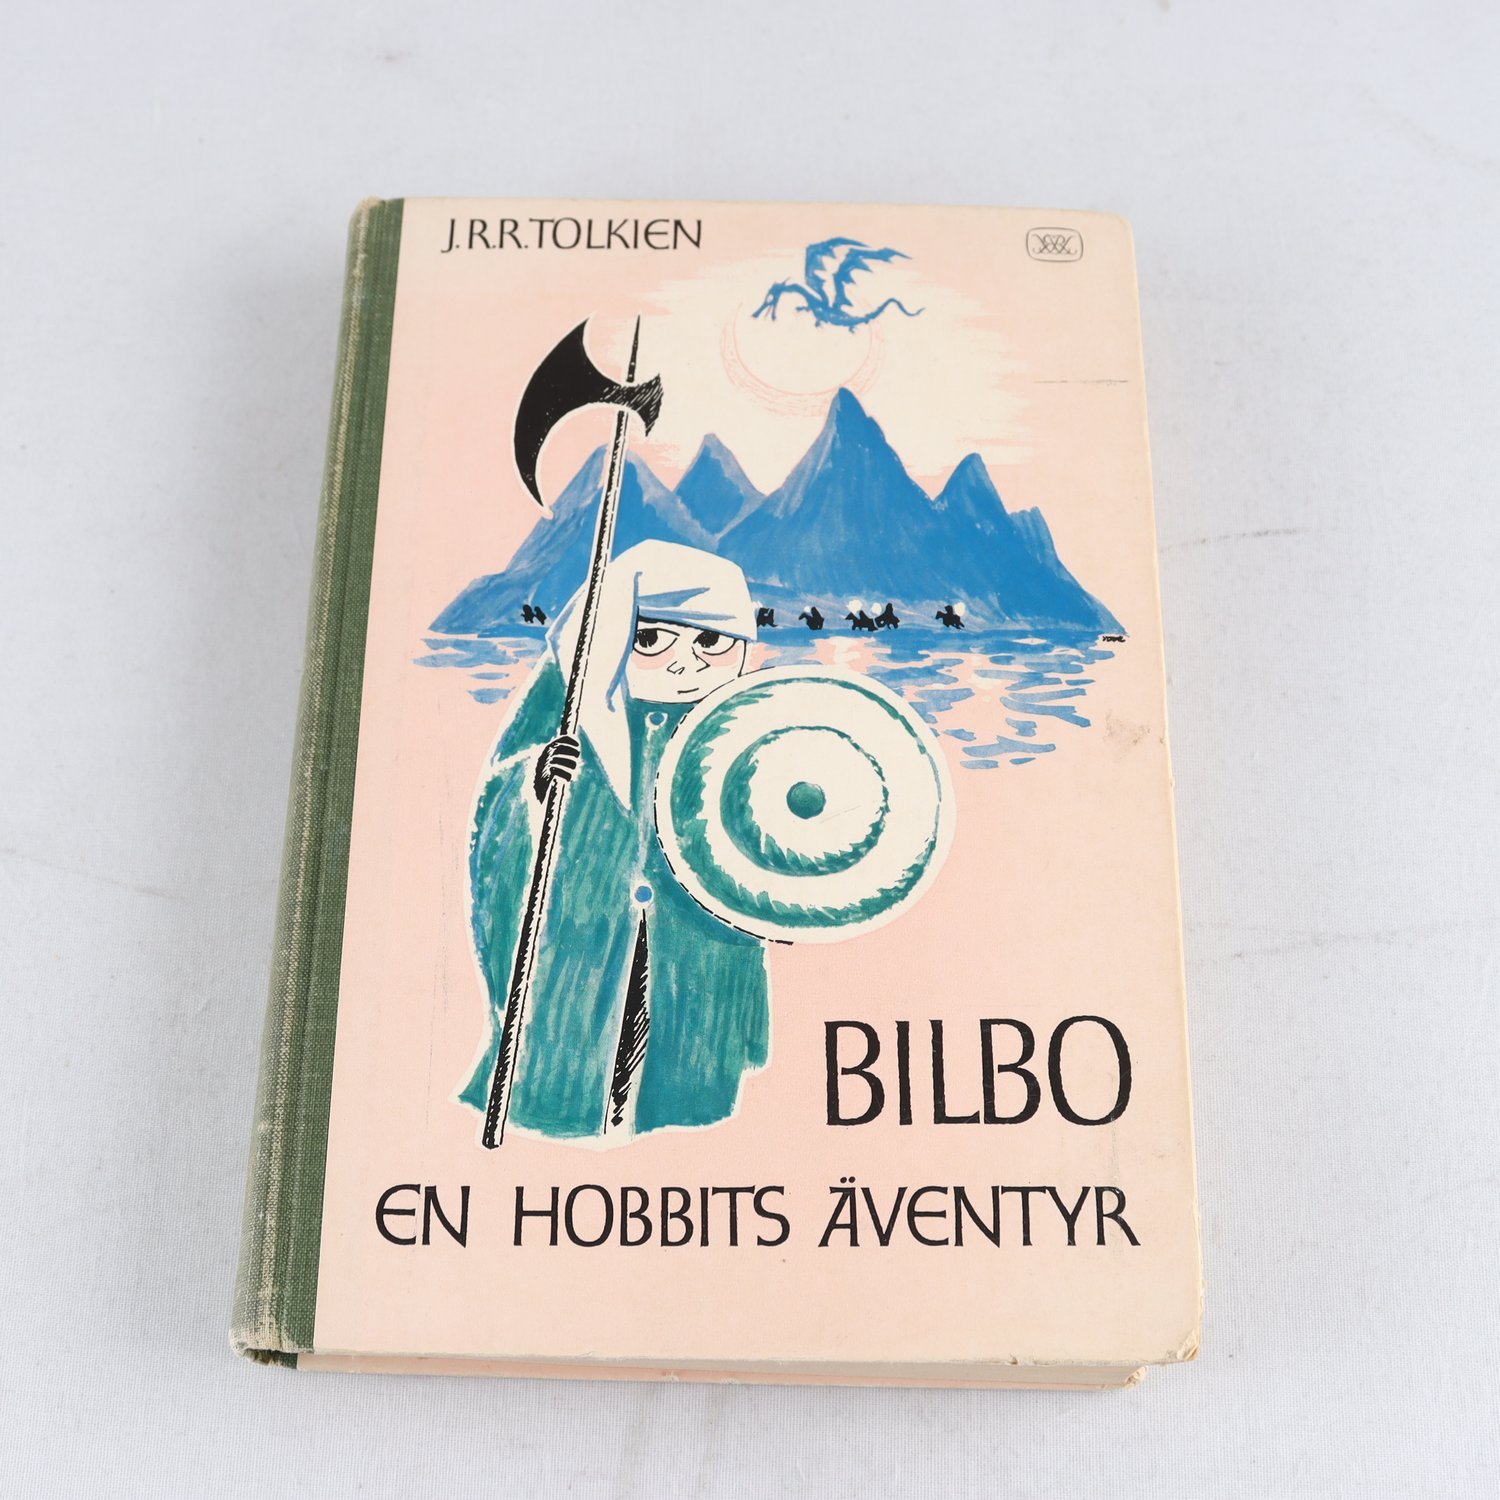 J.R.R. TOLKIEN
BILBO
EN HOBBITS ÄVENTYR